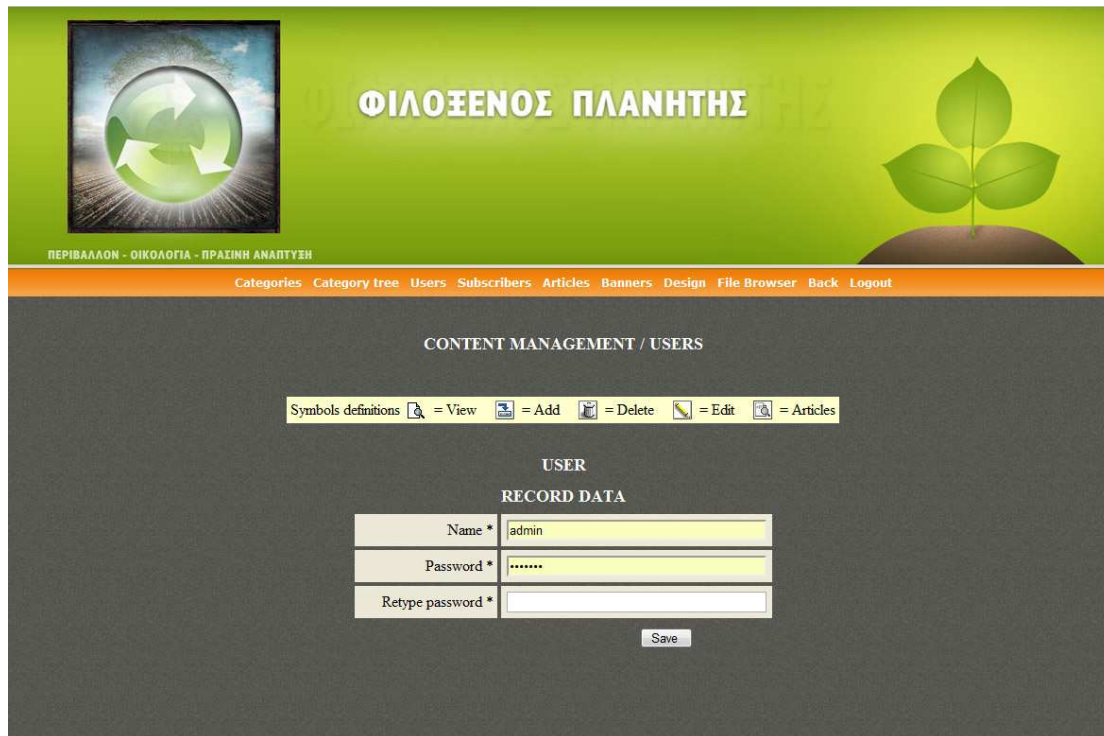 ΦΙΛΟΞΕΝΟΣ ΠΛΑΝΗΤΗΣ
ΠΕΡΙΒΑΛΛΟΝ - ΟΙΚΟΛΟΓΙΑ - ΠΡΑΣΙΝΗ ΑΝΑΠΤΥΞΗ
Categories Category tree Users Subscribers Articles Banners Design File Browser Back Logout
CONTENT MANAGEMENT / USERS
Symbols definitions = View = Add = Delete = Edit = Articles
USER
RECORD DATA
Name * admin
Password * •••••••
Retype password *
Save